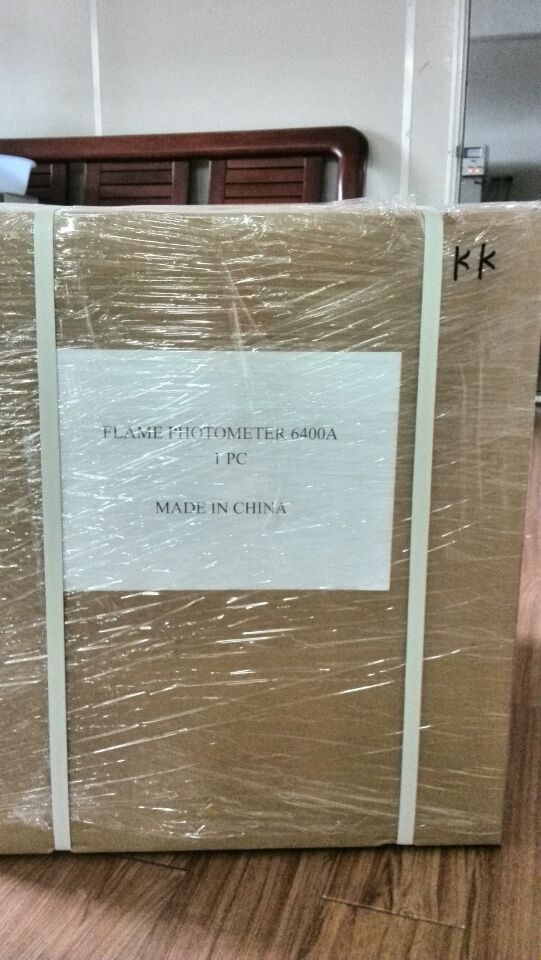 KK
FLAME PHOTOMETER 6400A
1 PC
MADE IN CHINA